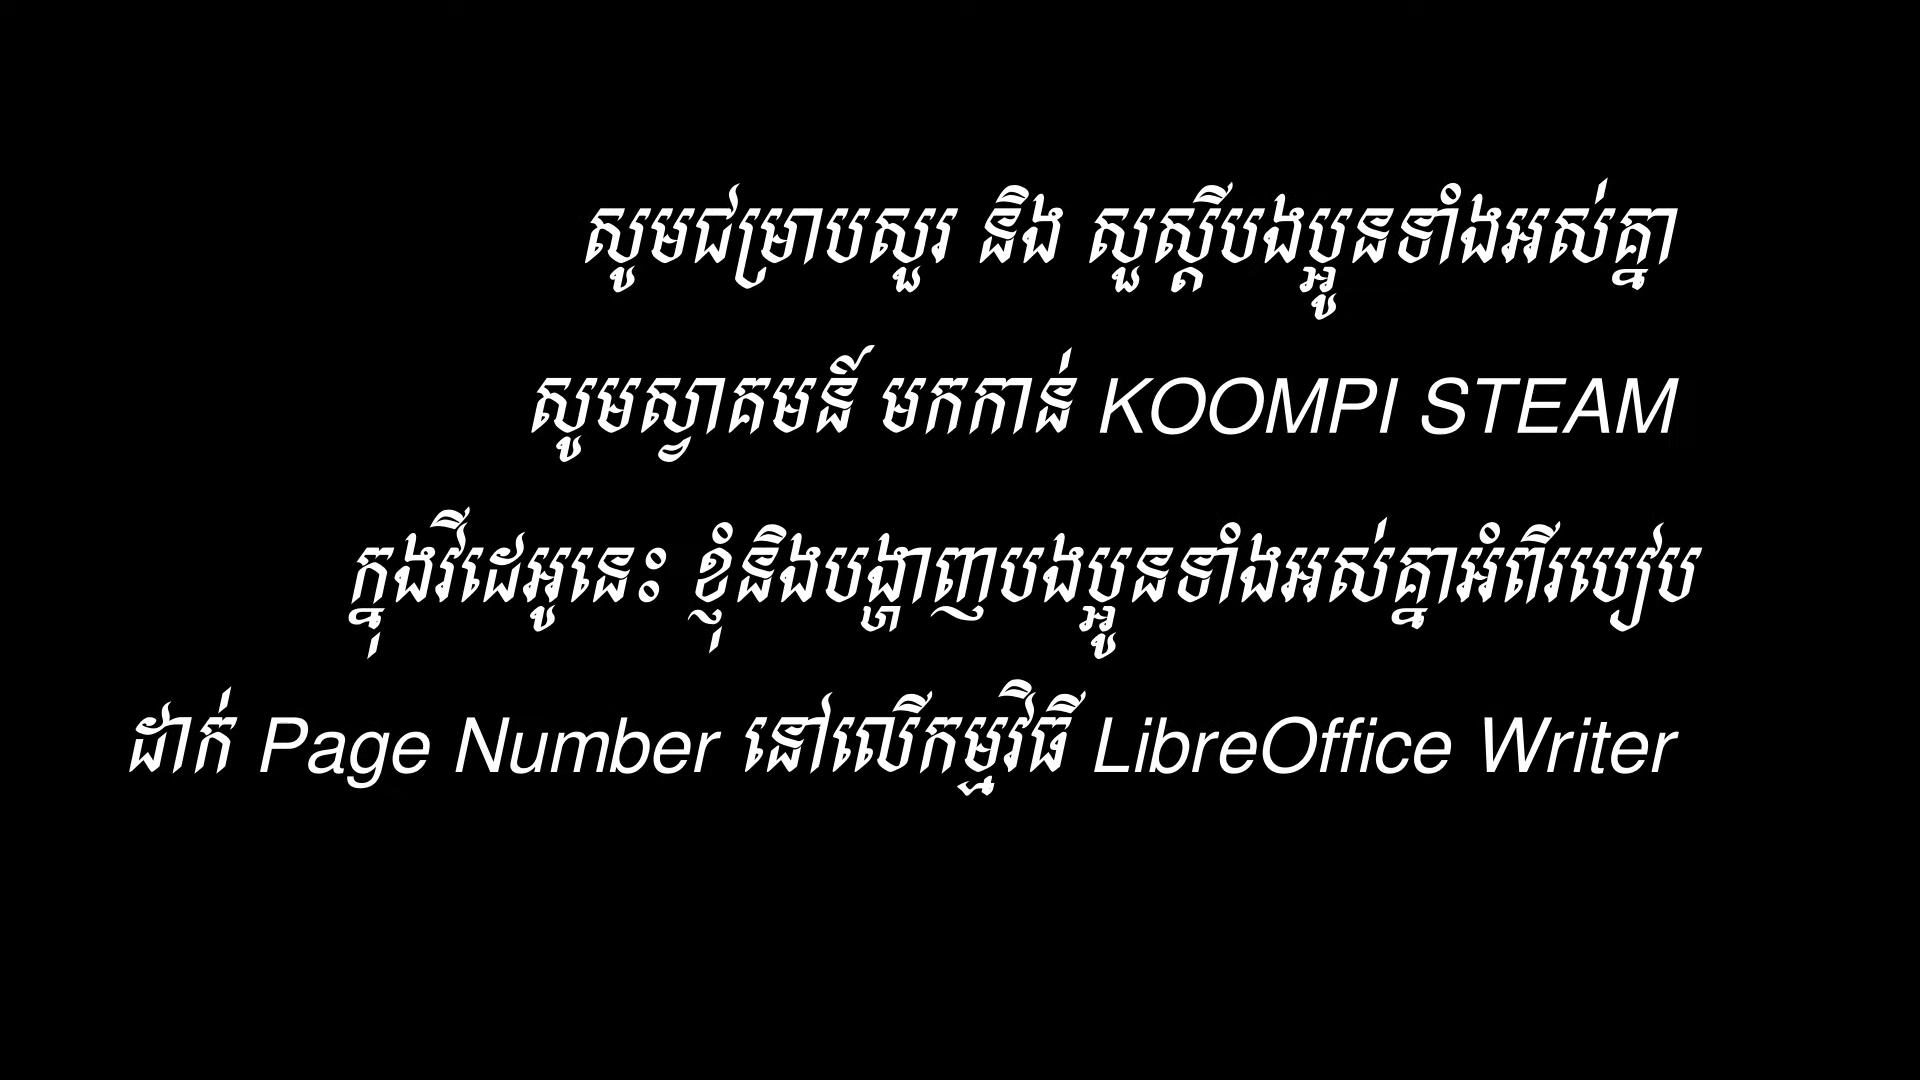 សូមជម្រាបសួរ និង សួស្តីបងប្អូនទាំងអស់គ្នា
សូមស្វាគមន៍ មកកាន់ KOOMPI STEAM
ក្នុងវីដេអូនេះ ខ្ញុំនិងបង្ហាញបងប្អូនទាំងអស់គ្នាអំពីរបៀប
ដាក់ Page Number នៅលើកម្មវិធី LibreOffice Writer